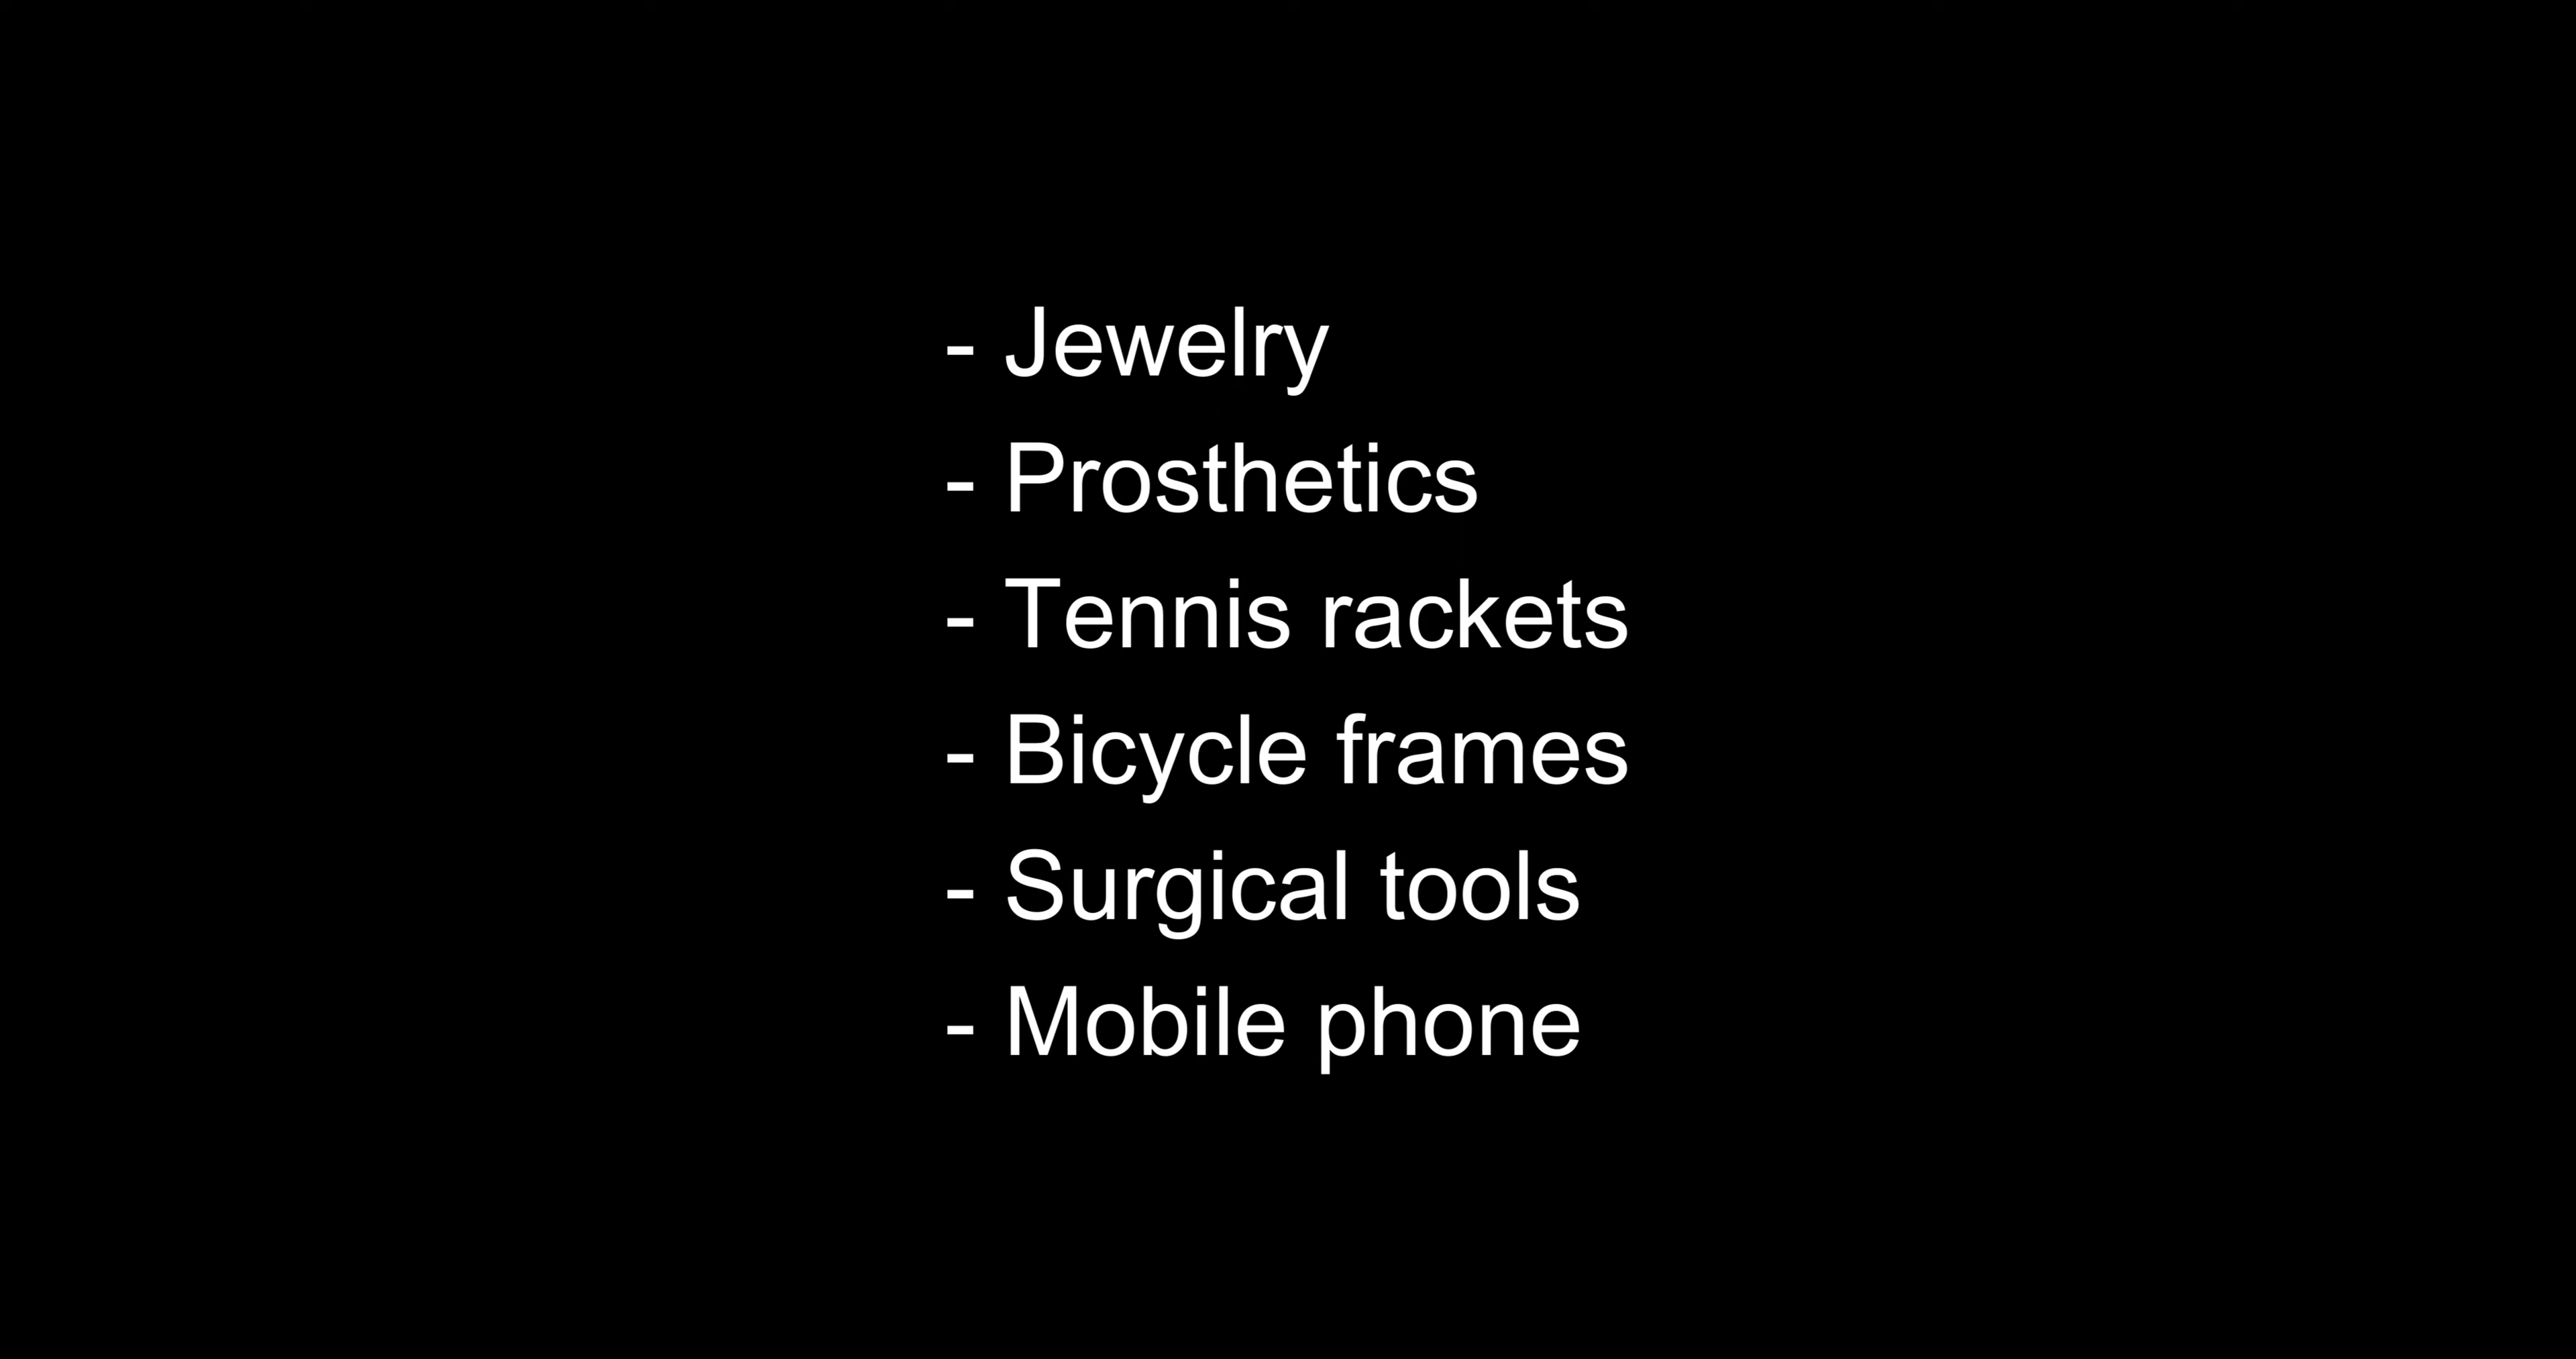 - Jewelry
- Prosthetics
- Tennis rackets
- Bicycle frames
- Surgical tools
- Mobile phone